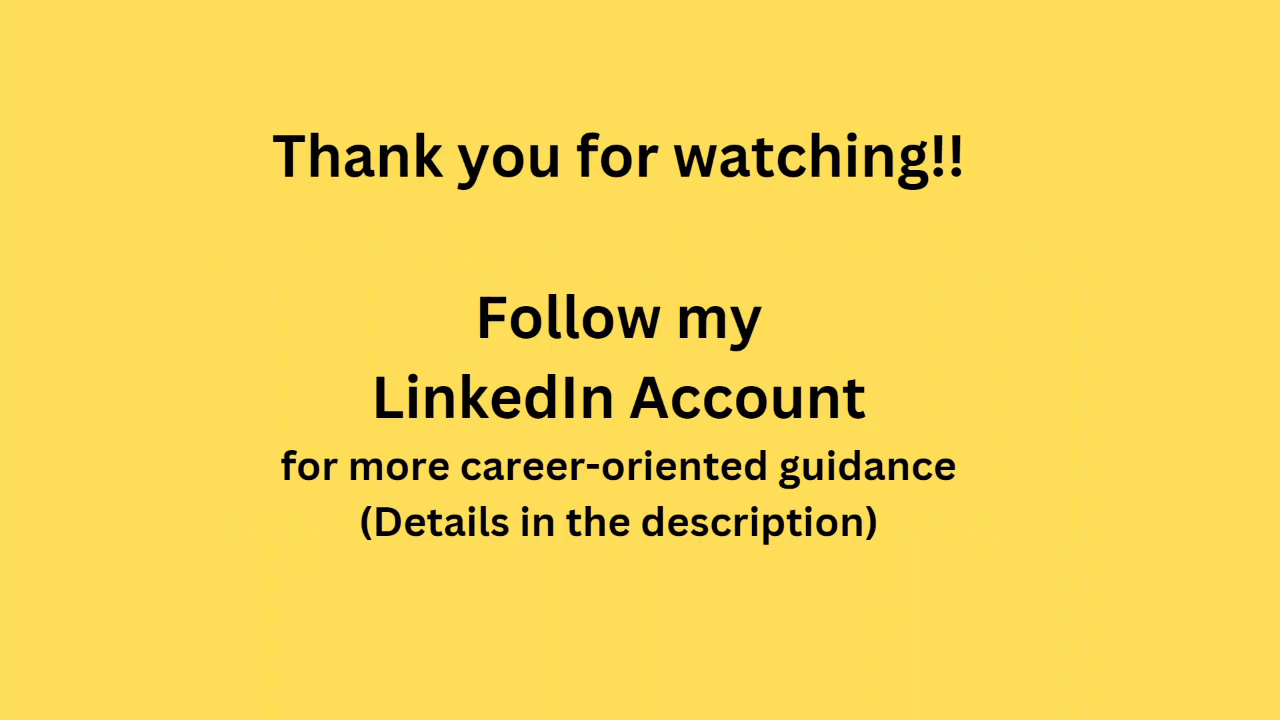 Thank you for watching!!
Follow my
LinkedIn Account
for more career-oriented guidance
(Details in the description)